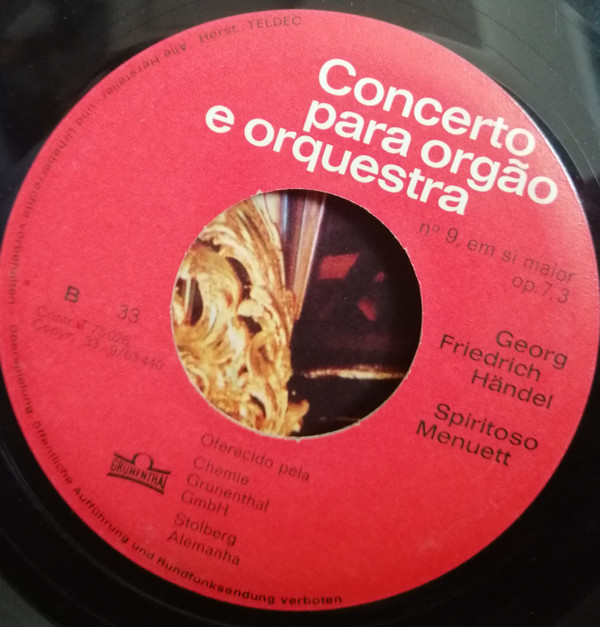 Concerto
para orgão
e orquestra
nº 9, em si maior
op.7,3
Georg
Friedrich
Händel
Spiritoso
Menuett
B 33
Oferecido pela
Chemie
Grünenthal
GmbH
Stolberg
Alemanha
GRÜNENTHAL
Alle Hersteller- und Urheberrechte vorbehalten - Überspielung, öffentliche Aufführung und Rundfunksendung verboten
Herst.: TELDEC